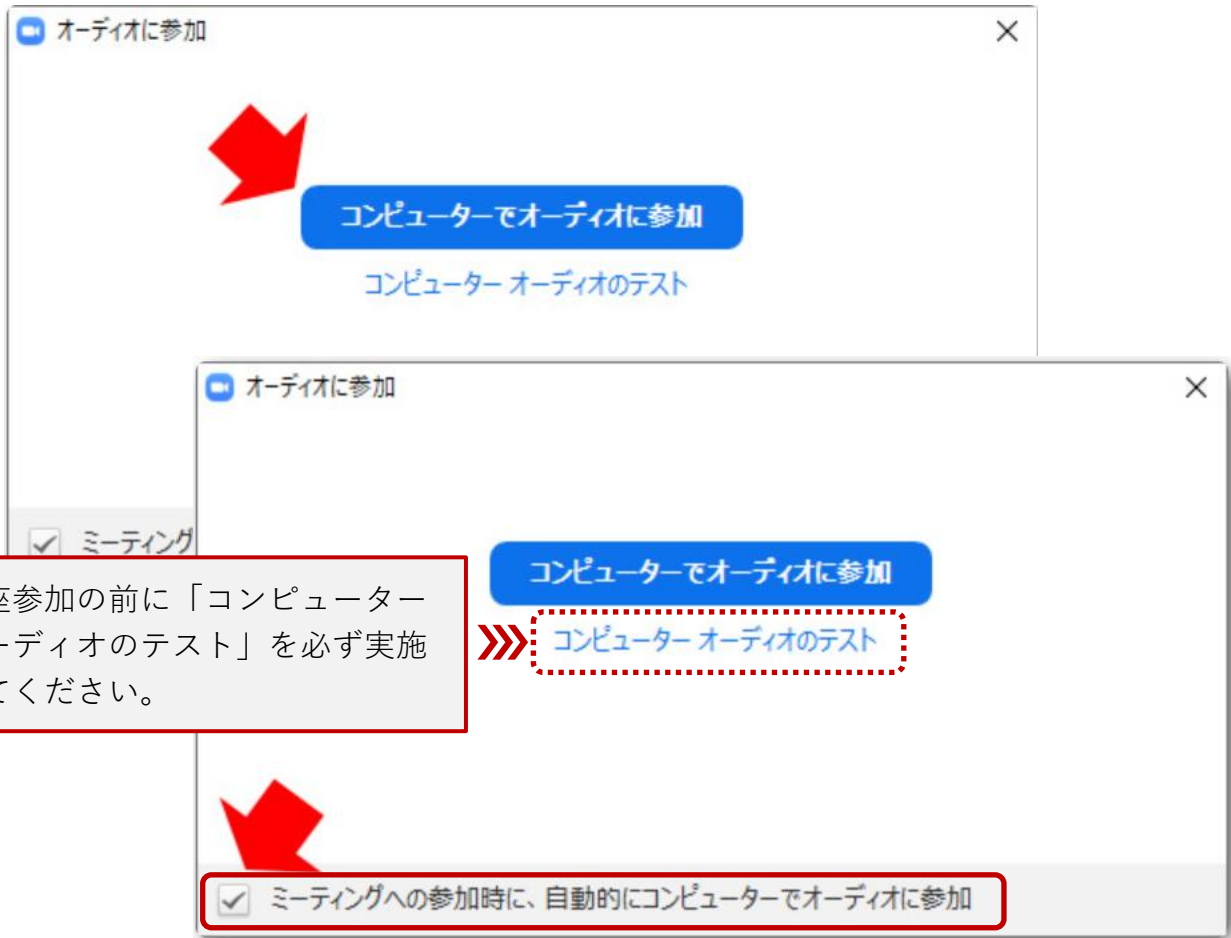 オーディオに参加
コンピューターでオーディオに参加
コンピューター オーディオのテスト
ミーティング
オーディオに参加
コンピューターでオーディオに参加
コンピューター オーディオのテスト
座参加の前に「コンピューター
ーディオのテスト」を必ず実施
てください。
ミーティングへの参加時に、自動的にコンピューターでオーディオに参加